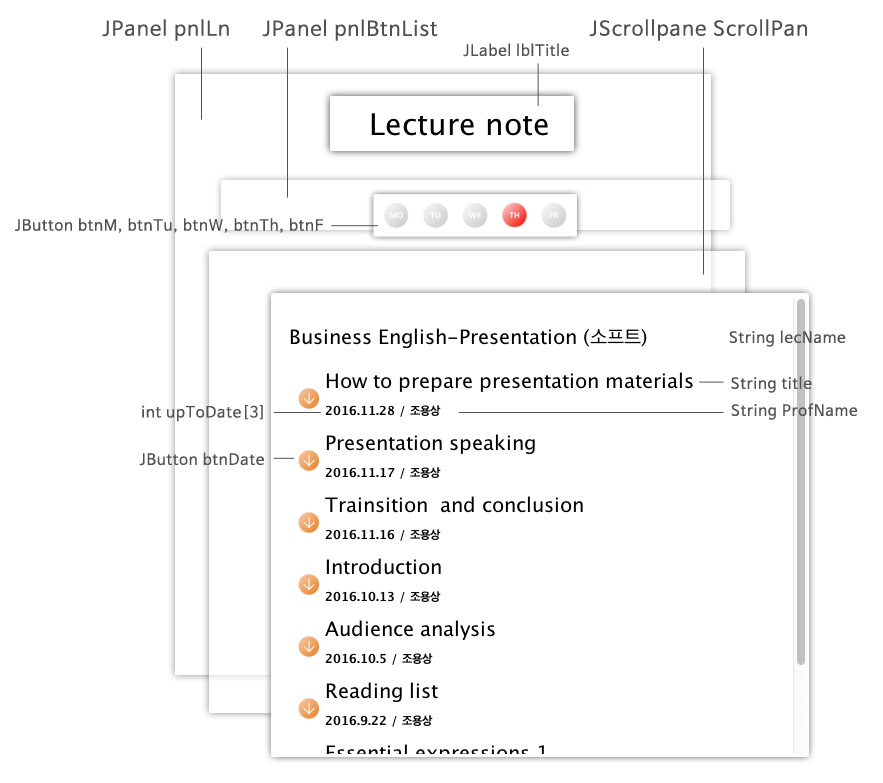 JPanel pnlLn JPanel pnlBtnList JScrollpane ScrollPan
JLabel lblTitle
Lecture note
MO TU WE TH FR
JButton btnM, btnTu, btnW, btnTh, btnF
Business English-Presentation (소프트) String lecName
How to prepare presentation materials String title
int upToDate[3] 2016.11.28 / 조용상 String ProfName
Presentation speaking
JButton btnDate
2016.11.17 / 조용상
Trainsition and conclusion
2016.11.16 / 조용상
Introduction
2016.10.13 / 조용상
Audience analysis
2016.10.5 / 조용상
Reading list
2016.9.22 / 조용상
Essential expressions 1